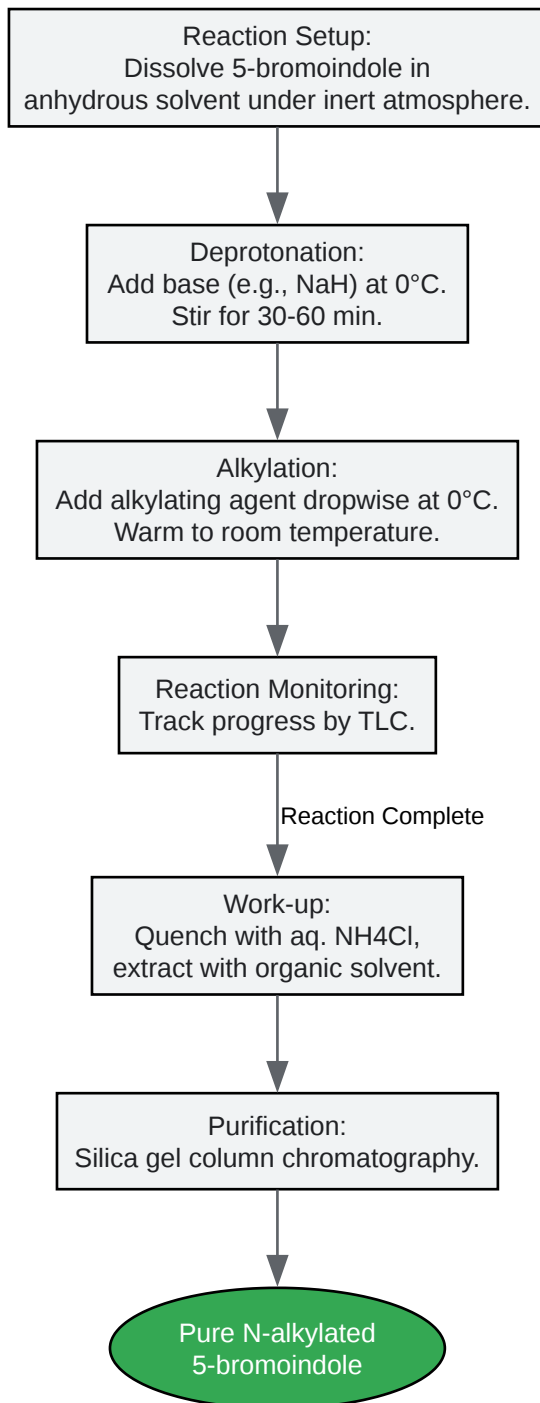 Reaction Setup:
Dissolve 5-bromoindole in
anhydrous solvent under inert atmosphere.
Deprotonation:
Add base (e.g., NaH) at 0°C.
Stir for 30-60 min.
Alkylation:
Add alkylating agent dropwise at 0°C.
Warm to room temperature.
Reaction Monitoring:
Track progress by TLC.
Reaction Complete
Work-up:
Quench with aq. NH4Cl,
extract with organic solvent.
Purification:
Silica gel column chromatography.
Pure N-alkylated
5-bromoindole